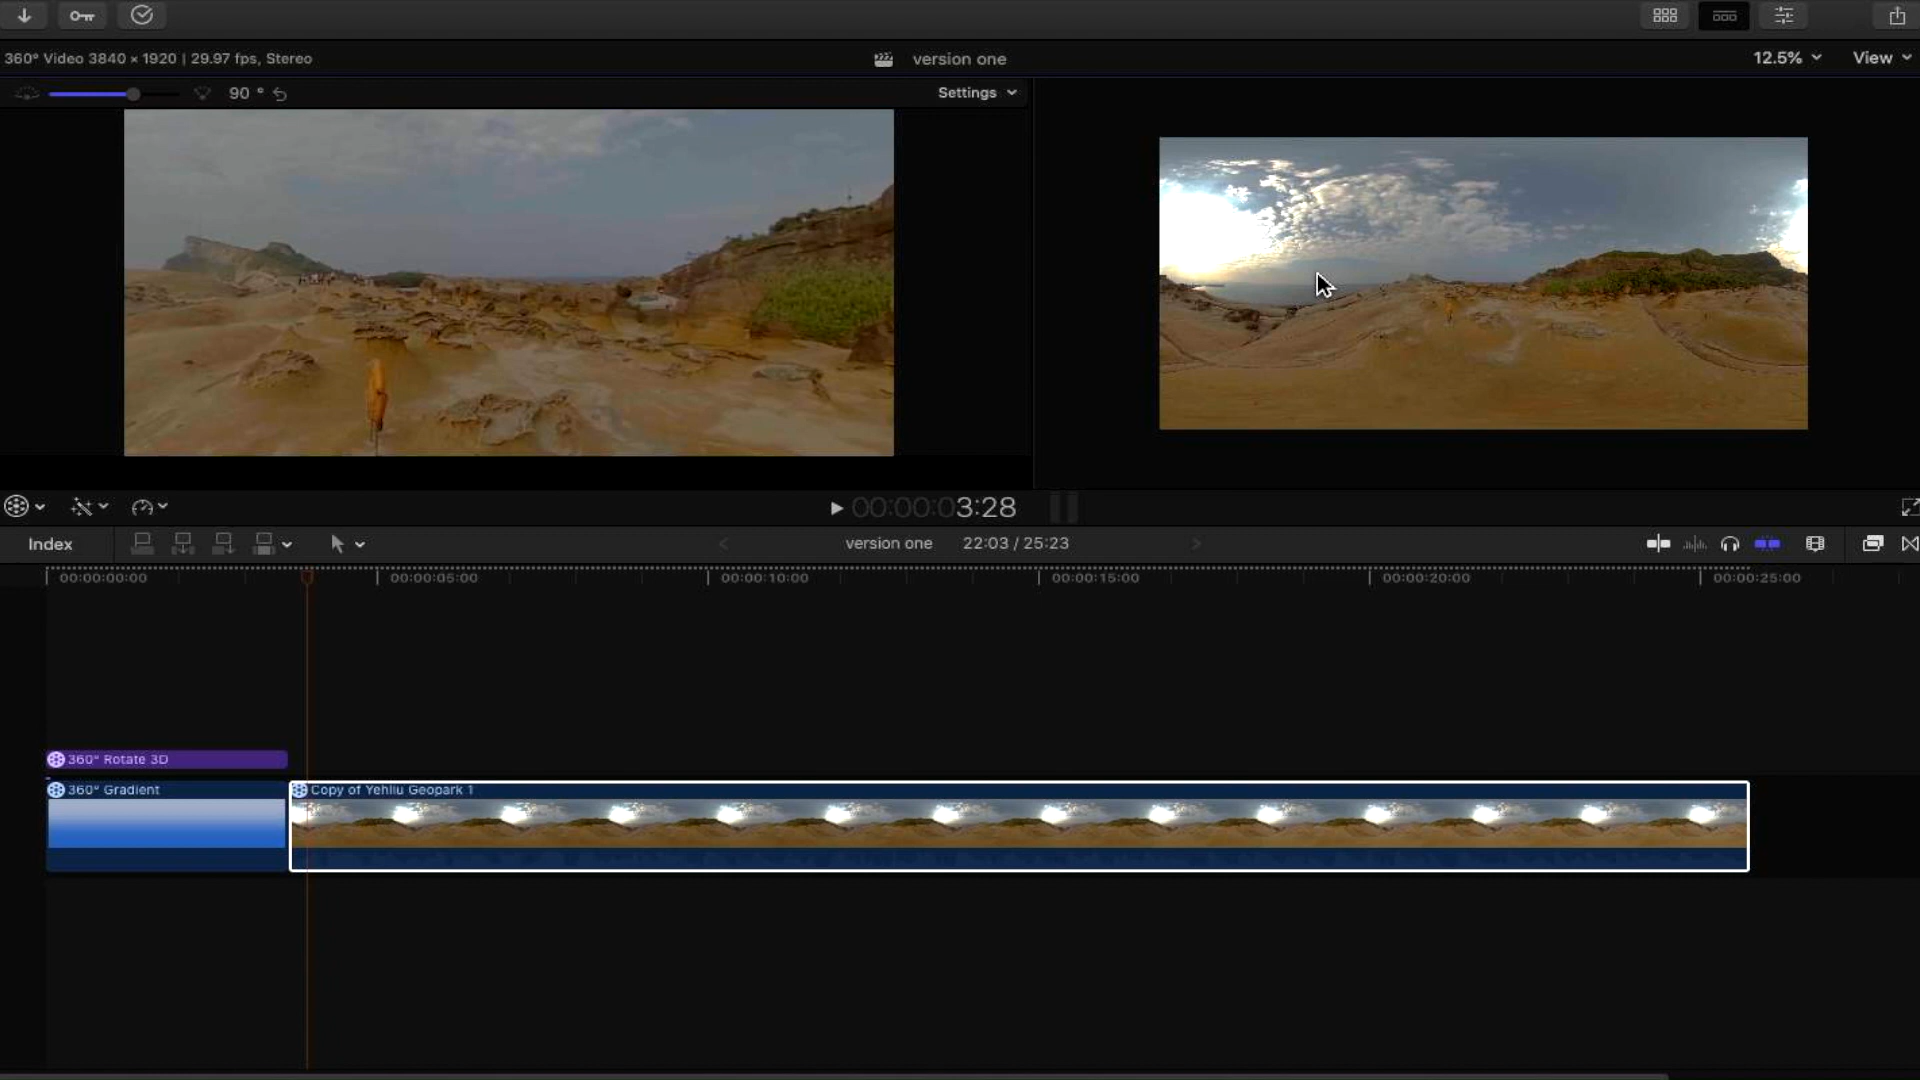 360° Video 3840 × 1920 | 29.97 fps, Stereo
version one
12.5%
View
90 °
Settings
00:00:03:28
Index
version one
22:03 / 25:23
00:00:00:00
00:00:05:00
00:00:10:00
00:00:15:00
00:00:20:00
00:00:25:00
360° Rotate 3D
360° Gradient
Copy of Yehliu Geopark 1